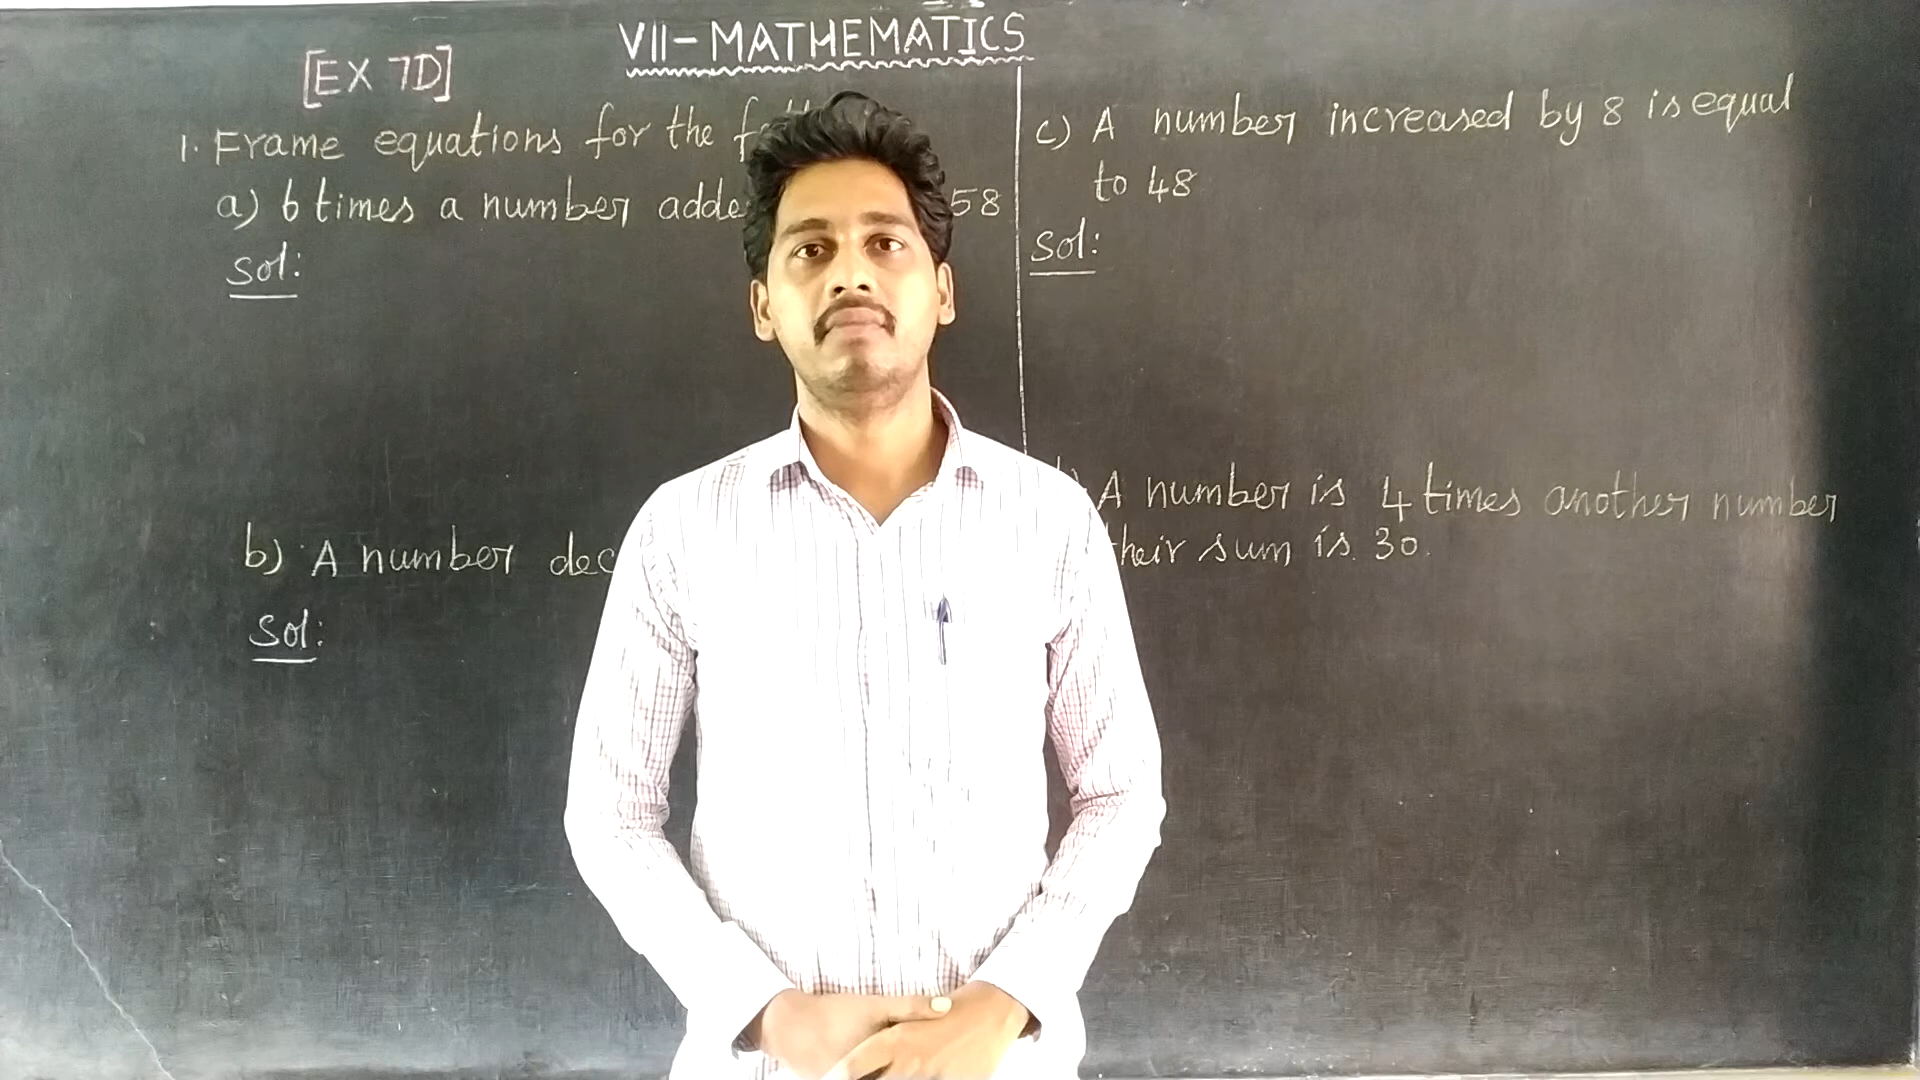 VII-MATHEMATICS
[EX 7D]
1. Frame equations for the
a) 6 times a number 58
Sol:
b) A number
Sol:
c) A number increased by 8 is equal
to 48
Sol:
A number is 4 times another number
their sum is 30.